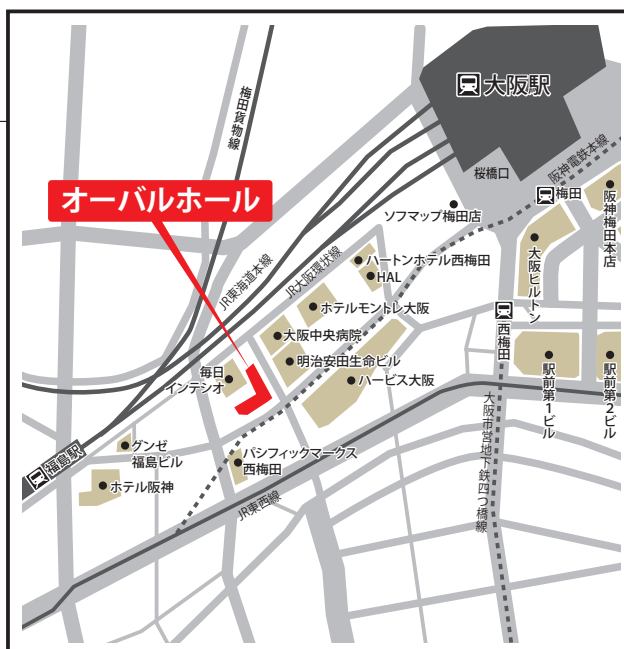 大阪駅
梅田貨物線
阪神電鉄本線
桜橋口
梅田
阪神梅田本店
ソフマップ梅田店
オーバルホール
大阪ヒルトン
JR東海道本線
JR大阪環状線
ハートンホテル西梅田
HAL
ホテルモントレ大阪
西梅田
大阪中央病院
明治安田生命ビル
毎日
インテシオ
ハービス大阪
駅前第1ビル
駅前第2ビル
大阪市営地下鉄四つ橋線
グンゼ
福島ビル
福島駅
パシフィックマークス
西梅田
ホテル阪神
JR東西線